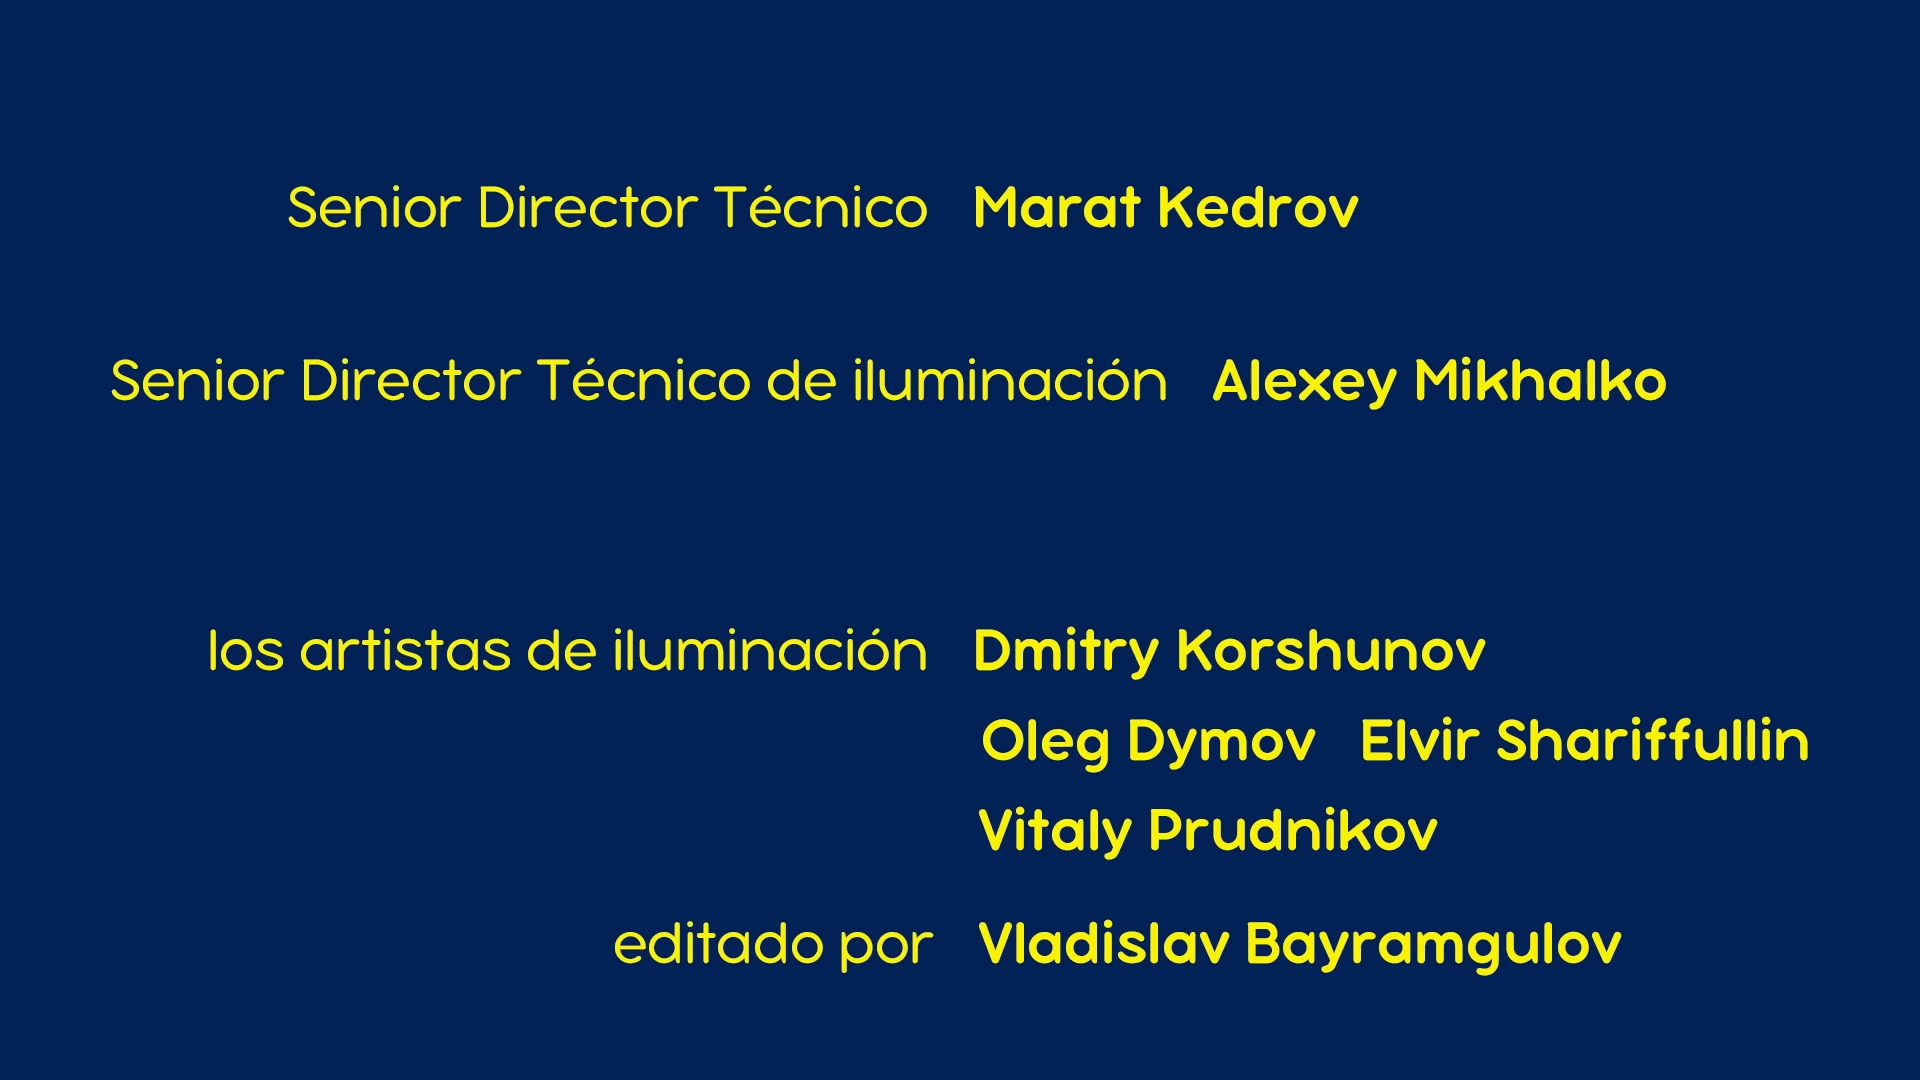 Senior Director Técnico Marat Kedrov
Senior Director Técnico de iluminación Alexey Mikhalko
los artistas de iluminación Dmitry Korshunov
Oleg Dymov Elvir Shariffullin
Vitaly Prudnikov
editado por Vladislav Bayramgulov